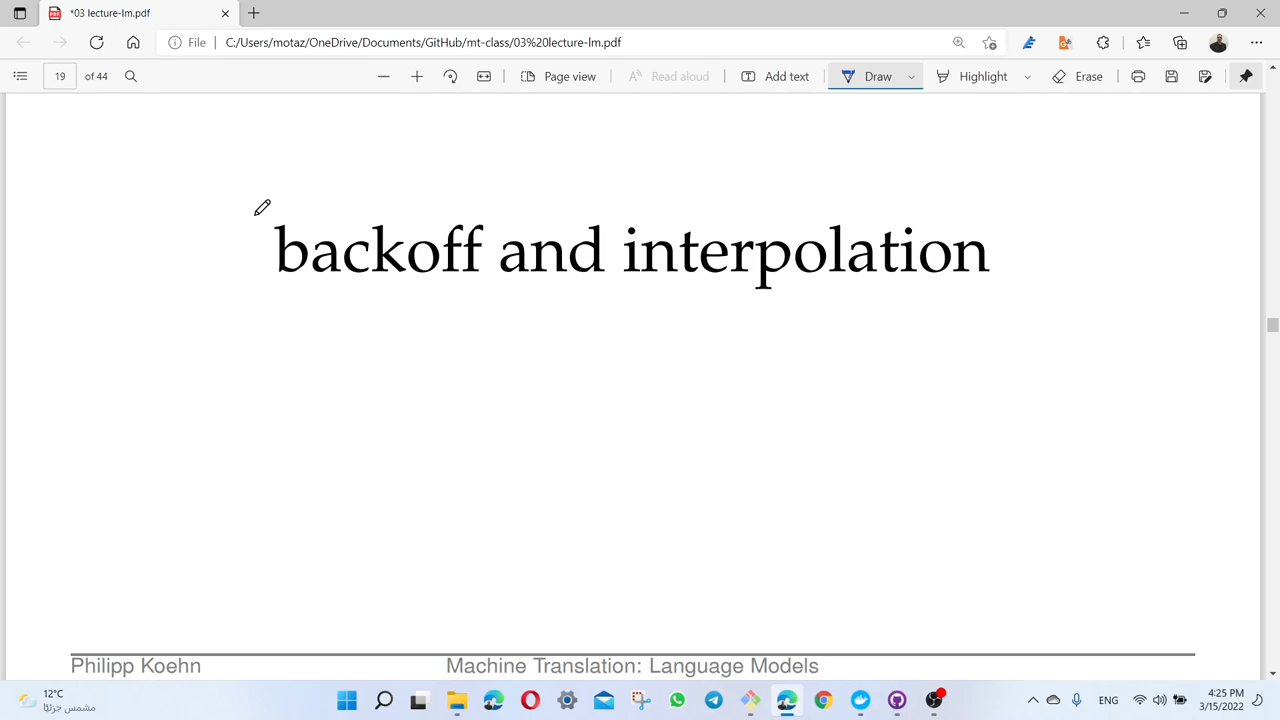 *03 lecture-lm.pdf
File
C:/Users/motaz/OneDrive/Documents/GitHub/mt-class/03%20lecture-lm.pdf
19 of 44
Page view
Read aloud
Add text
Draw
Highlight
Erase
backoff and interpolation
Philipp Koehn
Machine Translation: Language Models
12°C
مشمس جزئيًا
ENG
4:25 PM
3/15/2022